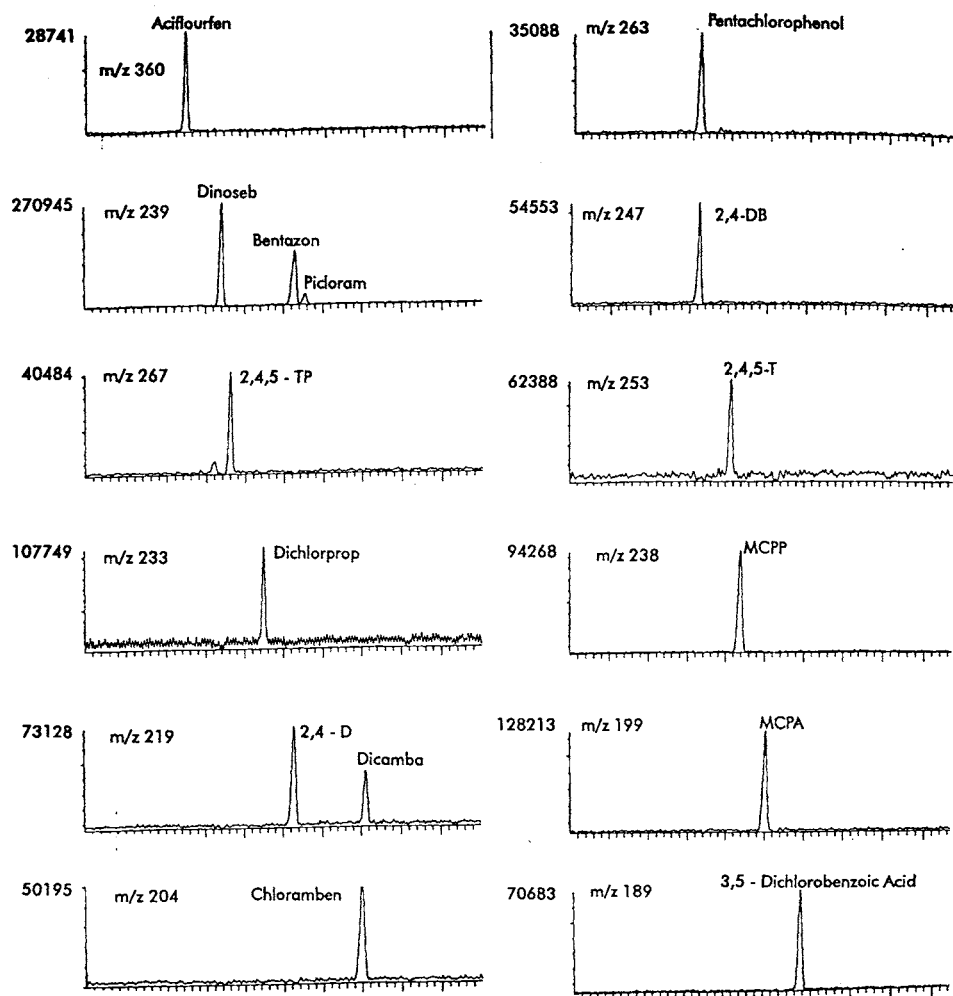 Aciflourfen
28741
m/z 360
Pentachlorophenol
35088
m/z 263
Dinoseb
270945
m/z 239
Bentazon
Picloram
54553
m/z 247
2,4-DB
40484
m/z 267
2,4,5 - TP
62388
m/z 253
2,4,5-T
107749
m/z 233
Dichlorprop
94268
m/z 238
MCPP
73128
m/z 219
2,4 - D
Dicamba
128213
m/z 199
MCPA
50195
m/z 204
Chloramben
70683
m/z 189
3,5 - Dichlorobenzoic Acid